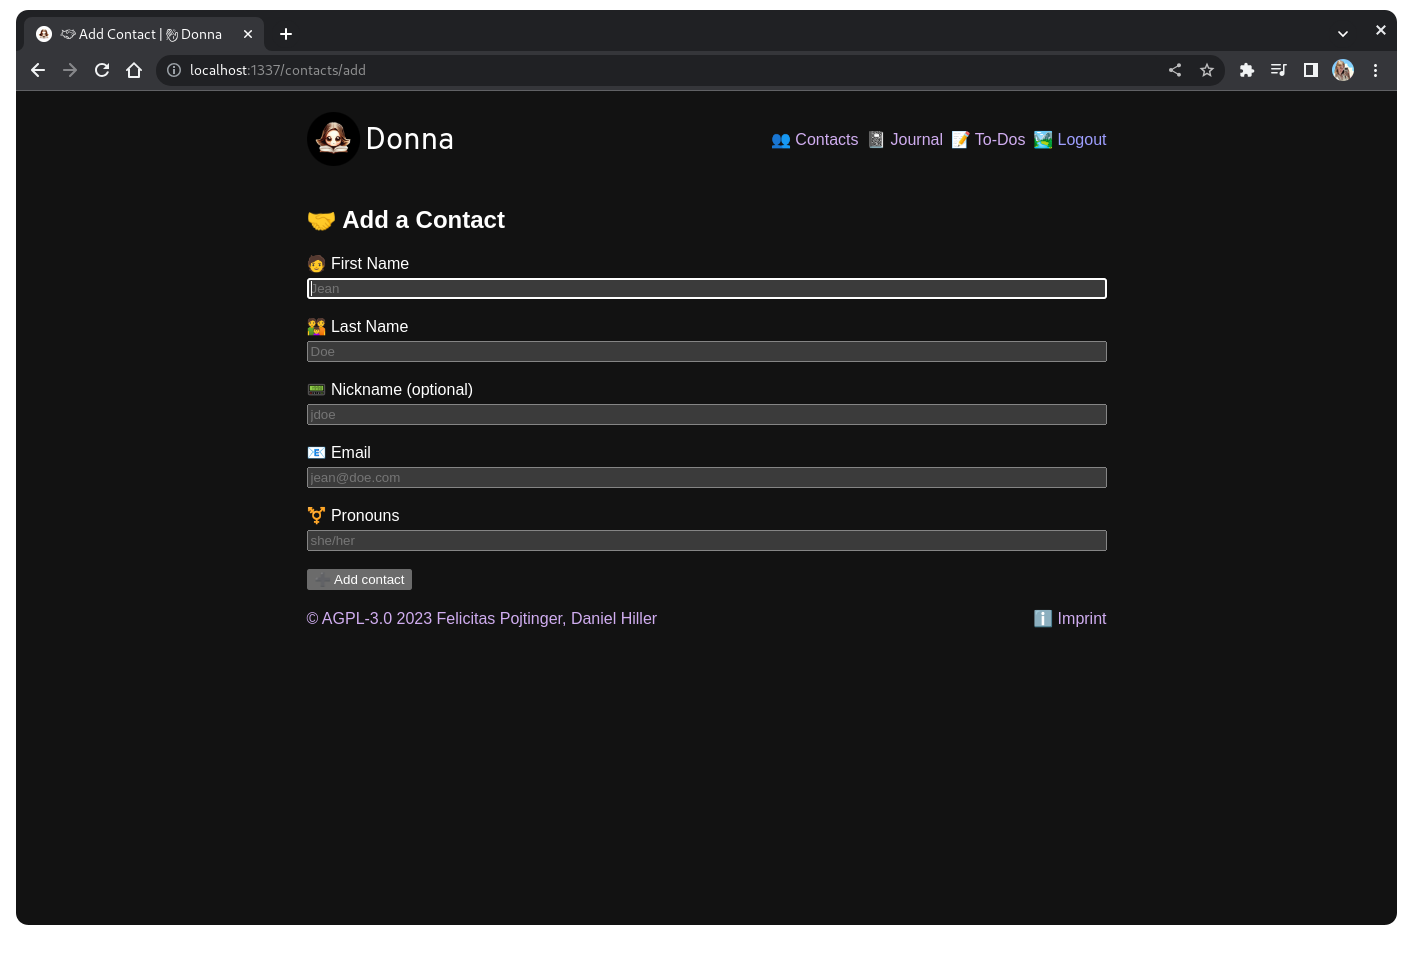 Add Contact | Donna
localhost:1337/contacts/add
Donna
Contacts Journal To-Dos Logout
Add a Contact
First Name
Jean
Last Name
Doe
Nickname (optional)
jdoe
Email
jean@doe.com
Pronouns
she/her
Add contact
© AGPL-3.0 2023 Felicitas Pojtinger, Daniel Hiller
Imprint